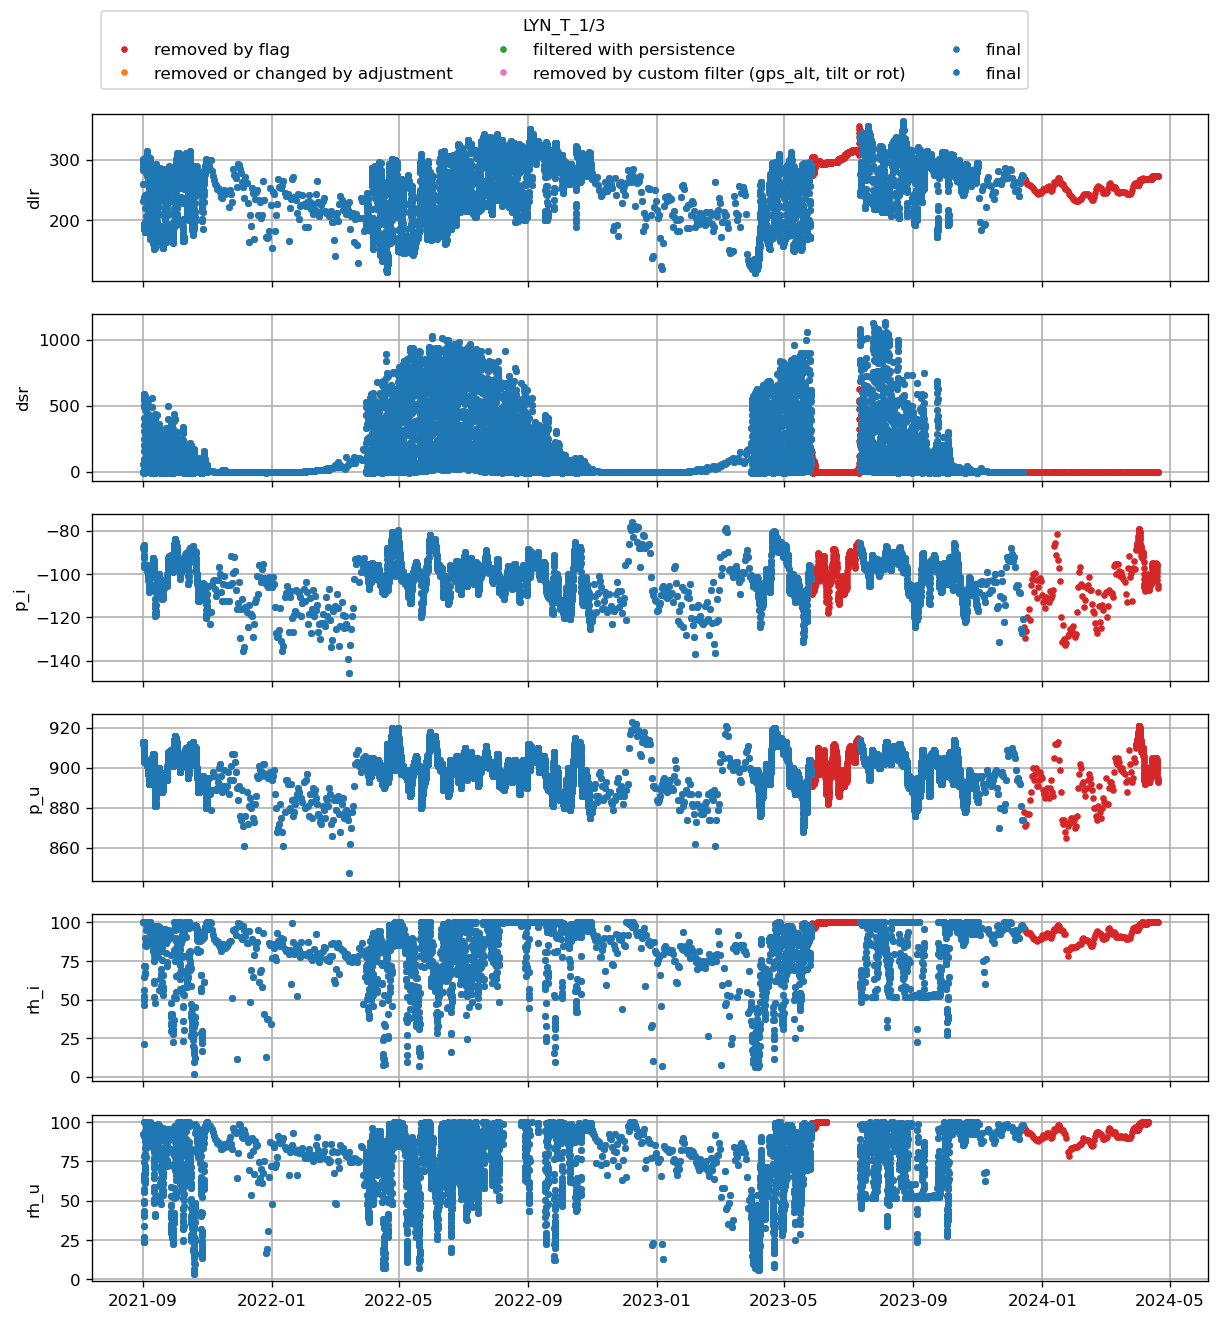 LYN_T_1/3
removed by flag
removed or changed by adjustment
filtered with persistence
removed by custom filter (gps_alt, tilt or rot)
final
final
300
200
dlr
1000
500
0
dsr
−80
−100
−120
−140
p_i
920
900
880
860
p_u
100
75
50
25
0
rh_i
100
75
50
25
0
rh_u
2021-09 2022-01 2022-05 2022-09 2023-01 2023-05 2023-09 2024-01 2024-05